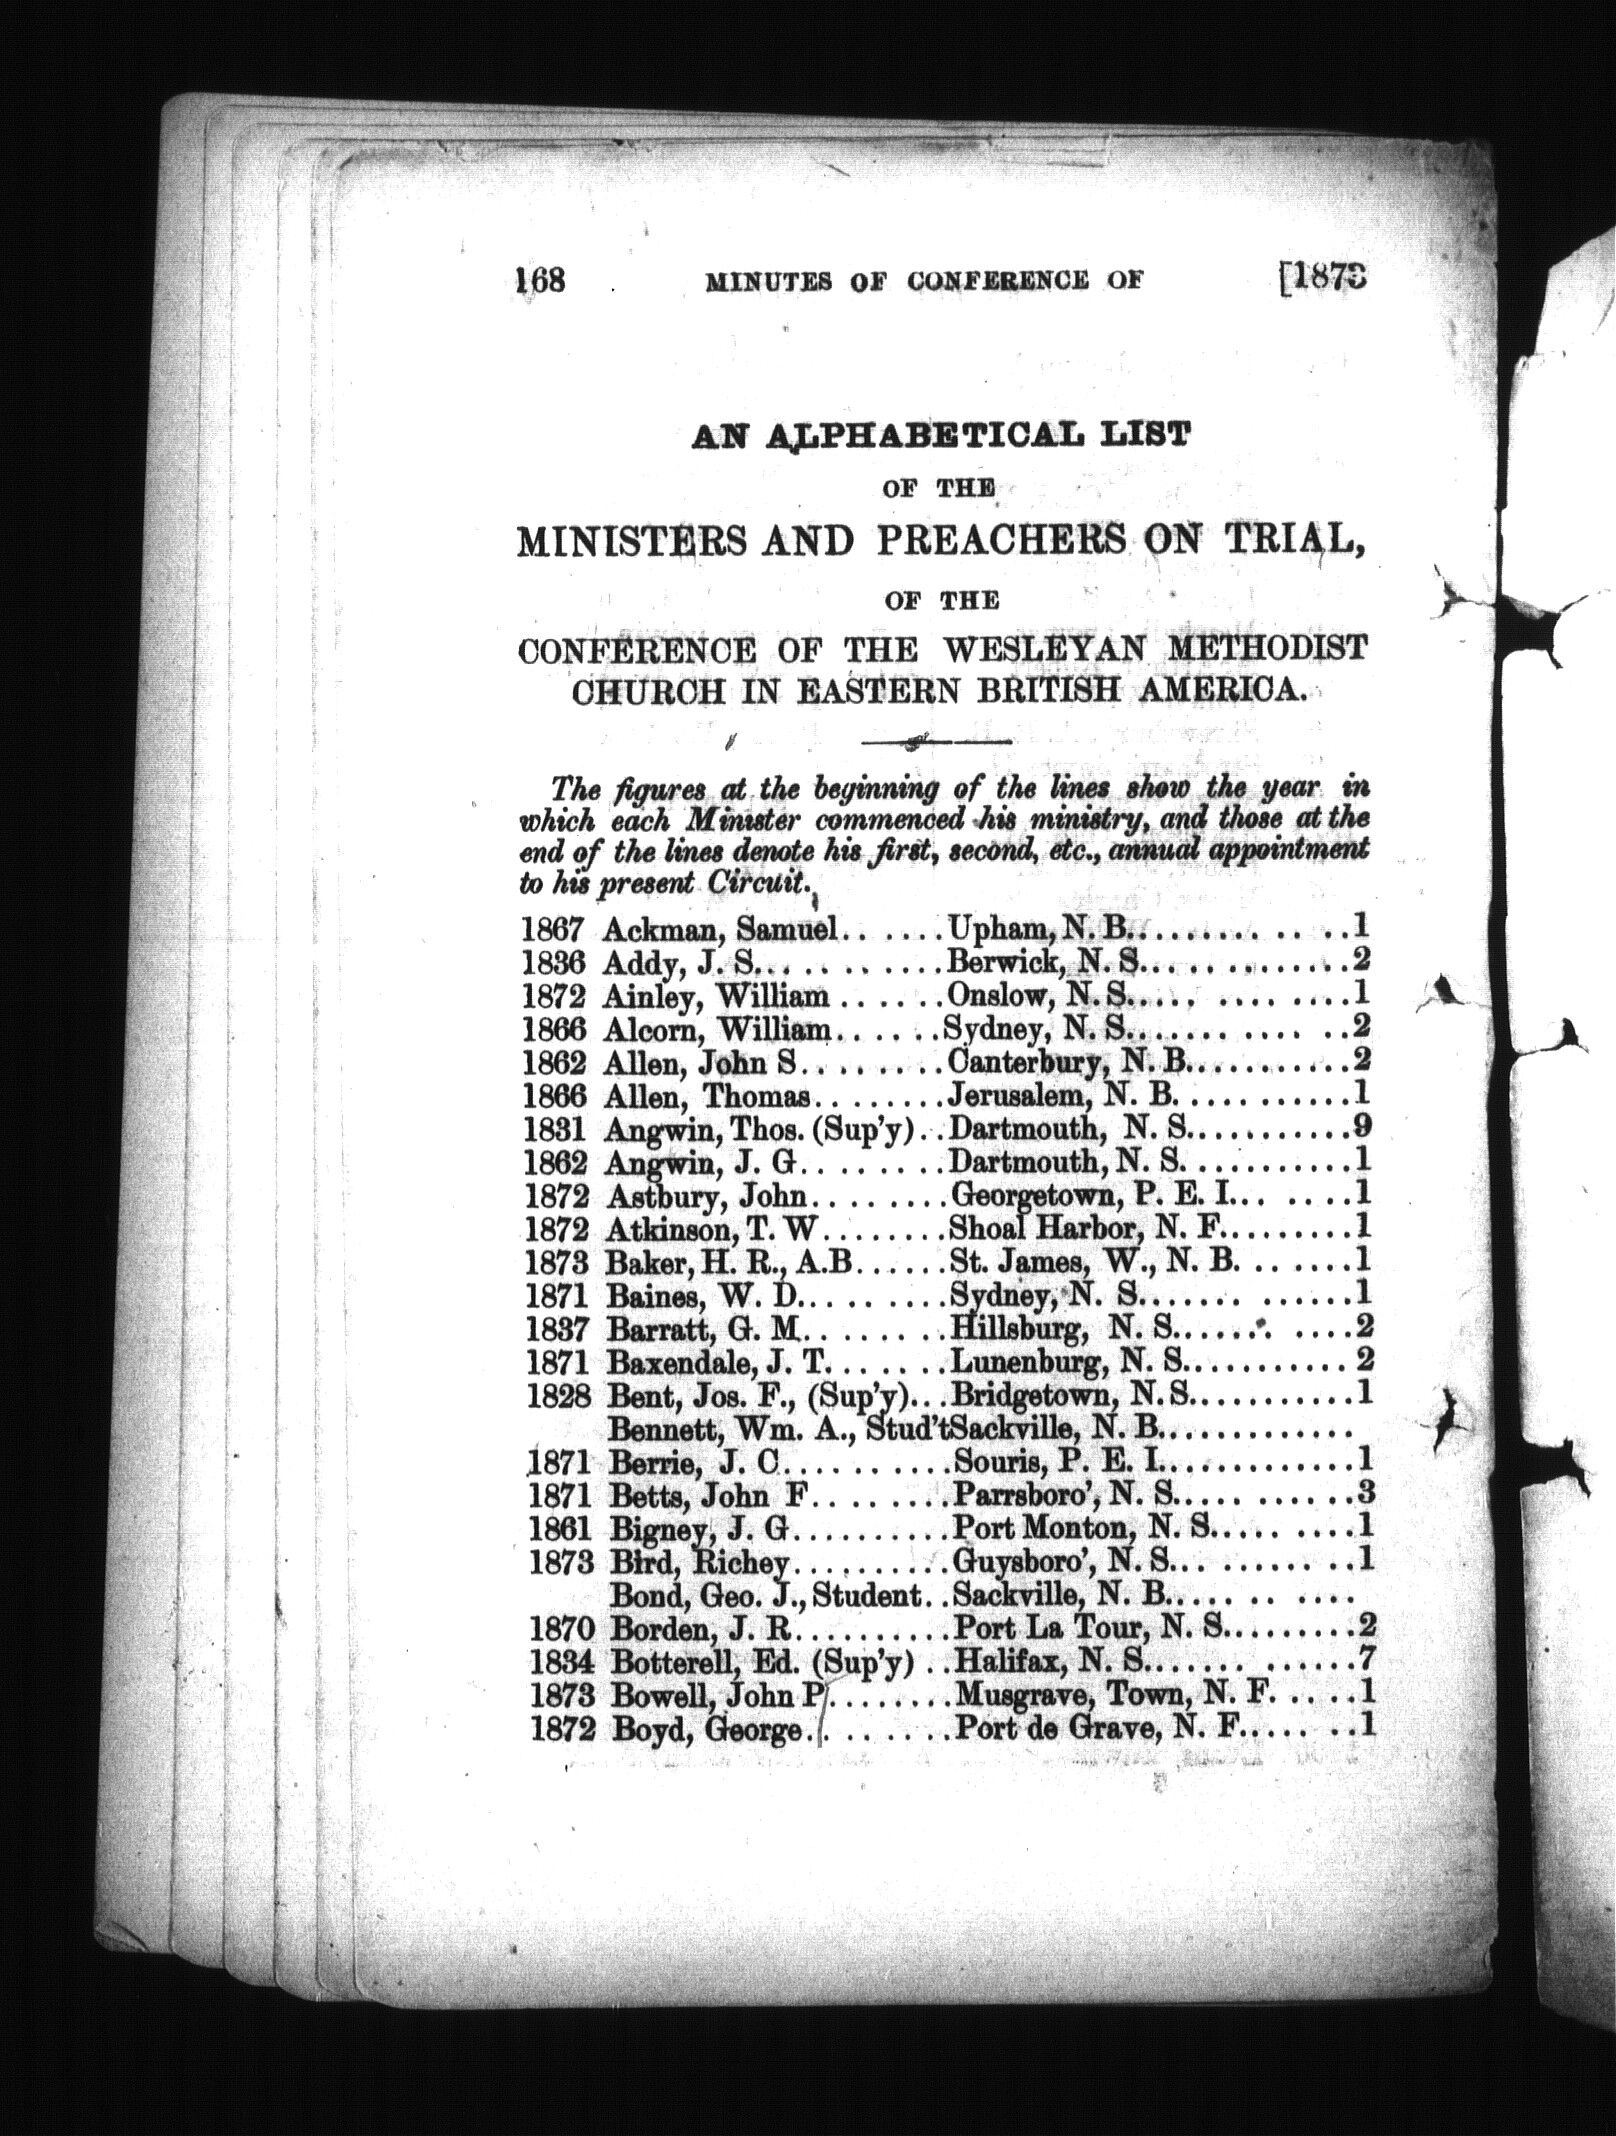 168 MINUTES OF CONFERENCE OF [1873
AN ALPHABETICAL LIST
OF THE
MINISTERS AND PREACHERS ON TRIAL,
OF THE
CONFERENCE OF THE WESLEYAN METHODIST
CHURCH IN EASTERN BRITISH AMERICA.
The figures at the beginning of the lines show the year in
which each Minister commenced his ministry, and those at the
end of the lines denote his first, second, etc., annual appointment
to his present Circuit.
1867 Ackman, Samuel......Upham, N. B.............1
1836 Addy, J. S..........Berwick, N. S.............2
1872 Ainley, William ......Onslow, N. S.............1
1866 Alcorn, William......Sydney, N. S.............2
1862 Allen, John S........Canterbury, N. B...........2
1866 Allen, Thomas........Jerusalem, N. B...........1
1831 Angwin, Thos. (Sup'y)..Dartmouth, N. S...........9
1862 Angwin, J. G........Dartmouth, N. S...........1
1872 Astbury, John........Georgetown, P. E. I.......1
1872 Atkinson, T. W........Shoal Harbor, N. F.........1
1873 Baker, H. R., A.B......St. James, W., N. B.......1
1871 Baines, W. D.........Sydney, N. S.............1
1837 Barratt, G. M........Hillsburg, N. S..........2
1871 Baxendale, J. T.......Lunenburg, N. S...........2
1828 Bent, Jos. F., (Sup'y)...Bridgetown, N. S...........1
Bennett, Wm. A., Stud'tSackville, N. B.............
1871 Berrie, J. C..........Souris, P. E. I.............1
1871 Betts, John F........Parrsboro', N. S...........3
1861 Bigney, J. G..........Port Monton, N. S.........1
1873 Bird, Richey..........Guysboro', N. S...........1
Bond, Geo. J., Student..Sackville, N. B...........
1870 Borden, J. R..........Port La Tour, N. S.........2
1834 Botterell, Ed. (Sup'y) ..Halifax, N. S.............7
1873 Bowell, John P........Musgrave, Town, N. F.....1
1872 Boyd, George.........Port de Grave, N. F.......1